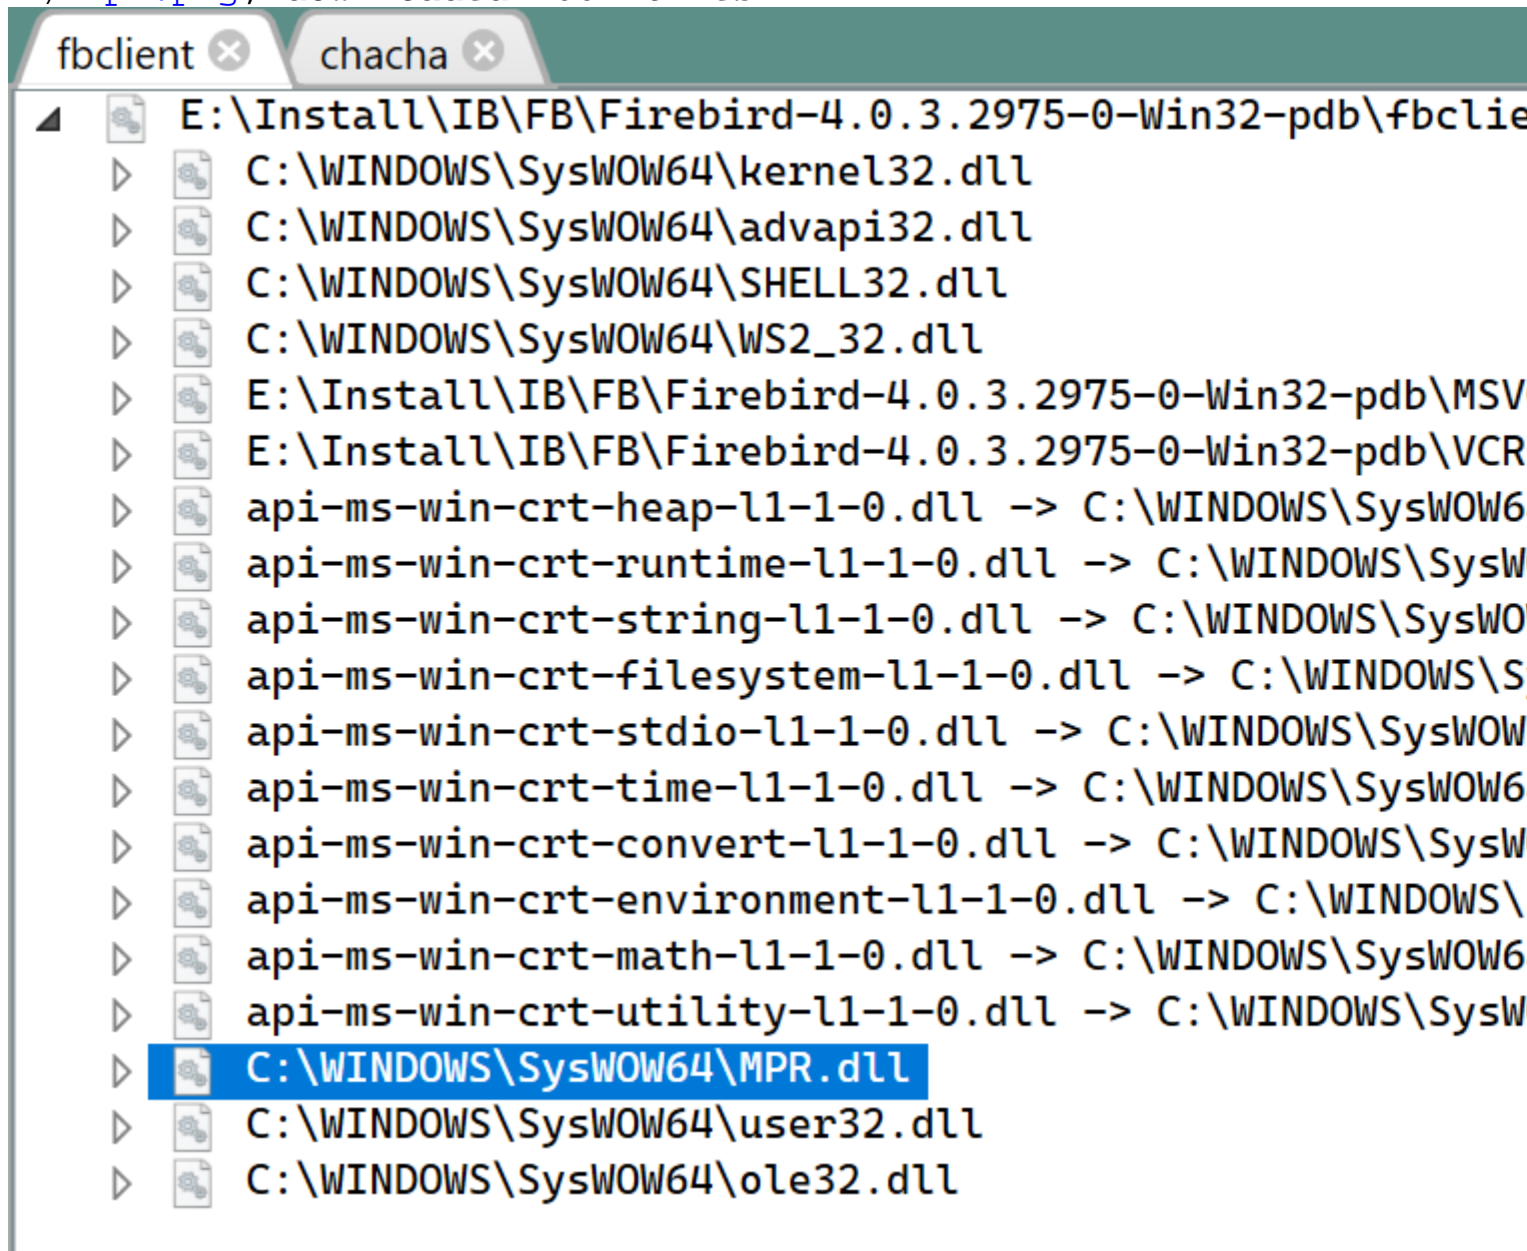 fbclient
chacha
E:\Install\IB\FB\Firebird-4.0.3.2975-0-Win32-pdb\fbclie
C:\WINDOWS\SysWOW64\kernel32.dll
C:\WINDOWS\SysWOW64\advapi32.dll
C:\WINDOWS\SysWOW64\SHELL32.dll
C:\WINDOWS\SysWOW64\WS2_32.dll
E:\Install\IB\FB\Firebird-4.0.3.2975-0-Win32-pdb\MSV
E:\Install\IB\FB\Firebird-4.0.3.2975-0-Win32-pdb\VCR
api-ms-win-crt-heap-l1-1-0.dll -> C:\WINDOWS\SysWOW6
api-ms-win-crt-runtime-l1-1-0.dll -> C:\WINDOWS\SysW
api-ms-win-crt-string-l1-1-0.dll -> C:\WINDOWS\SysWO
api-ms-win-crt-filesystem-l1-1-0.dll -> C:\WINDOWS\S
api-ms-win-crt-stdio-l1-1-0.dll -> C:\WINDOWS\SysWOW
api-ms-win-crt-time-l1-1-0.dll -> C:\WINDOWS\SysWOW6
api-ms-win-crt-convert-l1-1-0.dll -> C:\WINDOWS\SysW
api-ms-win-crt-environment-l1-1-0.dll -> C:\WINDOWS\
api-ms-win-crt-math-l1-1-0.dll -> C:\WINDOWS\SysWOW6
api-ms-win-crt-utility-l1-1-0.dll -> C:\WINDOWS\SysW
C:\WINDOWS\SysWOW64\MPR.dll
C:\WINDOWS\SysWOW64\user32.dll
C:\WINDOWS\SysWOW64\ole32.dll